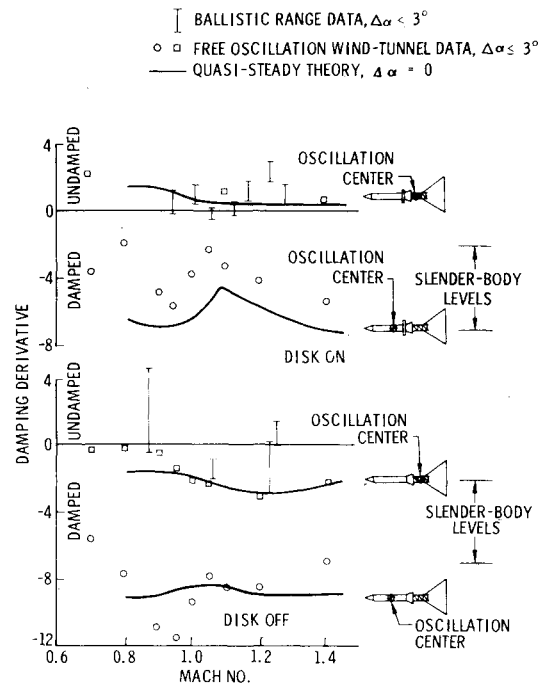 BALLISTIC RANGE DATA, Δα < 3°
FREE OSCILLATION WIND-TUNNEL DATA, Δα ≤ 3°
QUASI-STEADY THEORY, Δα = 0
DAMPING DERIVATIVE
UNDAMPED
DAMPED
4
0
-4
-8
OSCILLATION
CENTER
OSCILLATION
CENTER
SLENDER-BODY
LEVELS
DISK ON
UNDAMPED
DAMPED
4
0
-4
-8
-12
OSCILLATION
CENTER
SLENDER-BODY
LEVELS
DISK OFF
OSCILLATION
CENTER
0.6 0.8 1.0 1.2 1.4
MACH NO.